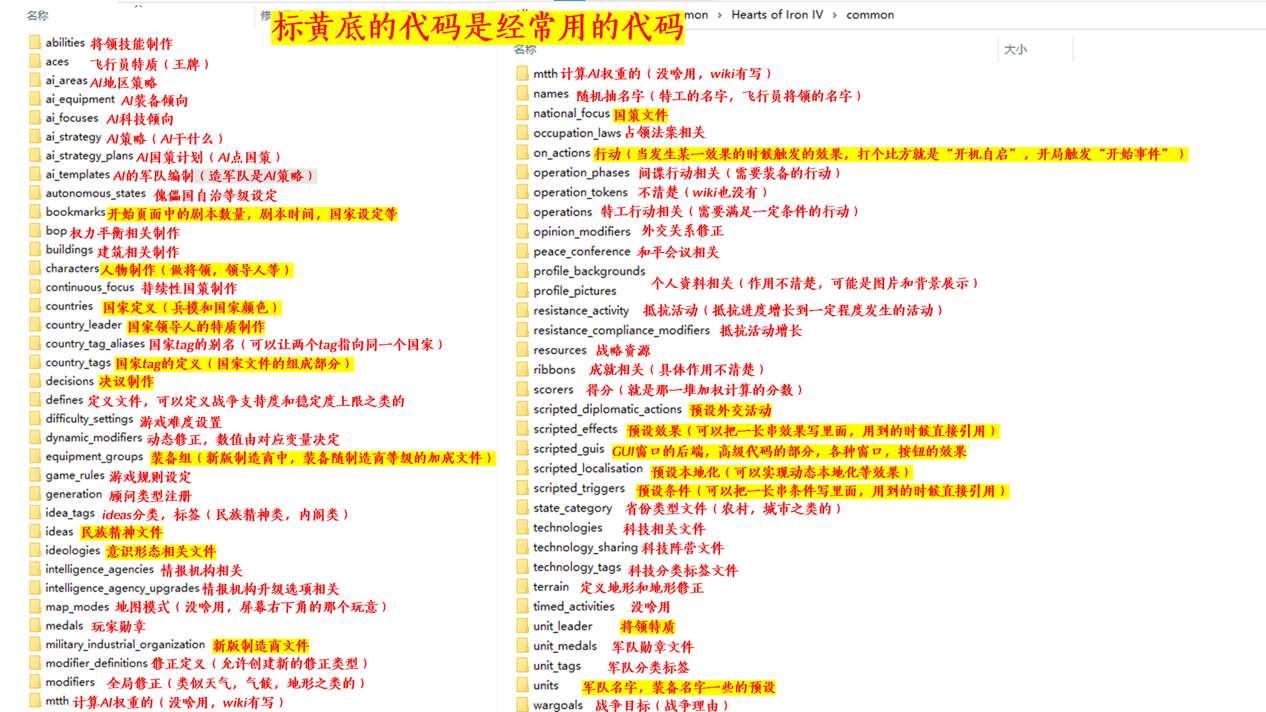 标黄底的代码是经常用的代码
名称
abilities 将领技能制作
aces 飞行员特质（王牌）
ai_areas AI地区策略
ai_equipment AI装备倾向
ai_focuses AI科技倾向
ai_strategy AI策略（AI干什么）
ai_strategy_plans AI国策计划（AI点国策）
ai_templates AI的军队编制（造军队是AI策略）
autonomous_states 傀儡国自治等级设定
bookmarks 开始页面中的剧本数量，剧本时间，国家设定等
bop 权力平衡相关制作
buildings 建筑相关制作
characters 人物制作（做将领，领导人等）
continuous_focus 持续性国策制作
countries 国家定义（兵模和国家颜色）
country_leader 国家领导人的特质制作
country_tag_aliases 国家tag的别名（可以让两个tag指向同一个国家）
country_tags 国家tag的定义（国家文件的组成部分）
decisions 决议制作
defines 定义文件，可以定义战争支持度和稳定度上限之类的
difficulty_settings 游戏难度设置
dynamic_modifiers 动态修正，数值由对应变量决定
equipment_groups 装备组（新版制造商中，装备随制造商等级的加成文件）
game_rules 游戏规则设定
generation 顾问类型注册
idea_tags ideas分类，标签（民族精神类，内阁类）
ideas 民族精神文件
ideologies 意识形态相关文件
intelligence_agencies 情报机构相关
intelligence_agency_upgrades 情报机构升级选项相关
map_modes 地图模式（没啥用，屏幕右下角的那个玩意）
medals 玩家勋章
military_industrial_organization 新版制造商文件
modifier_definitions 修正定义（允许创建新的修正类型）
modifiers 全局修正（类似天气，气候，地形之类的）
mtth 计算AI权重的（没啥用，wiki有写）
mon › Hearts of Iron IV › common
名称 大小
mtth 计算AI权重的（没啥用，wiki有写）
names 随机抽名字（特工的名字，飞行员将领的名字）
national_focus 国策文件
occupation_laws 占领法案相关
on_actions 行动（当发生某一效果的时候触发的效果，打个比方就是“开机自启”，开局触发“开始事件”）
operation_phases 间谍行动相关（需要装备的行动）
operation_tokens 不清楚（wiki也没有）
operations 特工行动相关（需要满足一定条件的行动）
opinion_modifiers 外交关系修正
peace_conference 和平会议相关
profile_backgrounds
profile_pictures 个人资料相关（作用不清楚，可能是图片和背景展示）
resistance_activity 抵抗活动（抵抗进度增长到一定程度发生的活动）
resistance_compliance_modifiers 抵抗活动增长
resources 战略资源
ribbons 成就相关（具体作用不清楚）
scorers 得分（就是那一堆加权计算的分数）
scripted_diplomatic_actions 预设外交活动
scripted_effects 预设效果（可以把一长串效果写里面，用到的时候直接引用）
scripted_guis GUI窗口的后端，高级代码的部分，各种窗口，按钮的效果
scripted_localisation 预设本地化（可以实现动态本地化等效果）
scripted_triggers 预设条件（可以把一长串条件写里面，用到的时候直接引用）
state_category 省份类型文件（农村，城市之类的）
technologies 科技相关文件
technology_sharing 科技阵营文件
technology_tags 科技分类标签文件
terrain 定义地形和地形修正
timed_activities 没啥用
unit_leader 将领特质
unit_medals 军队勋章文件
unit_tags 军队分类标签
units 军队名字，装备名字一些的预设
wargoals 战争目标（战争理由）